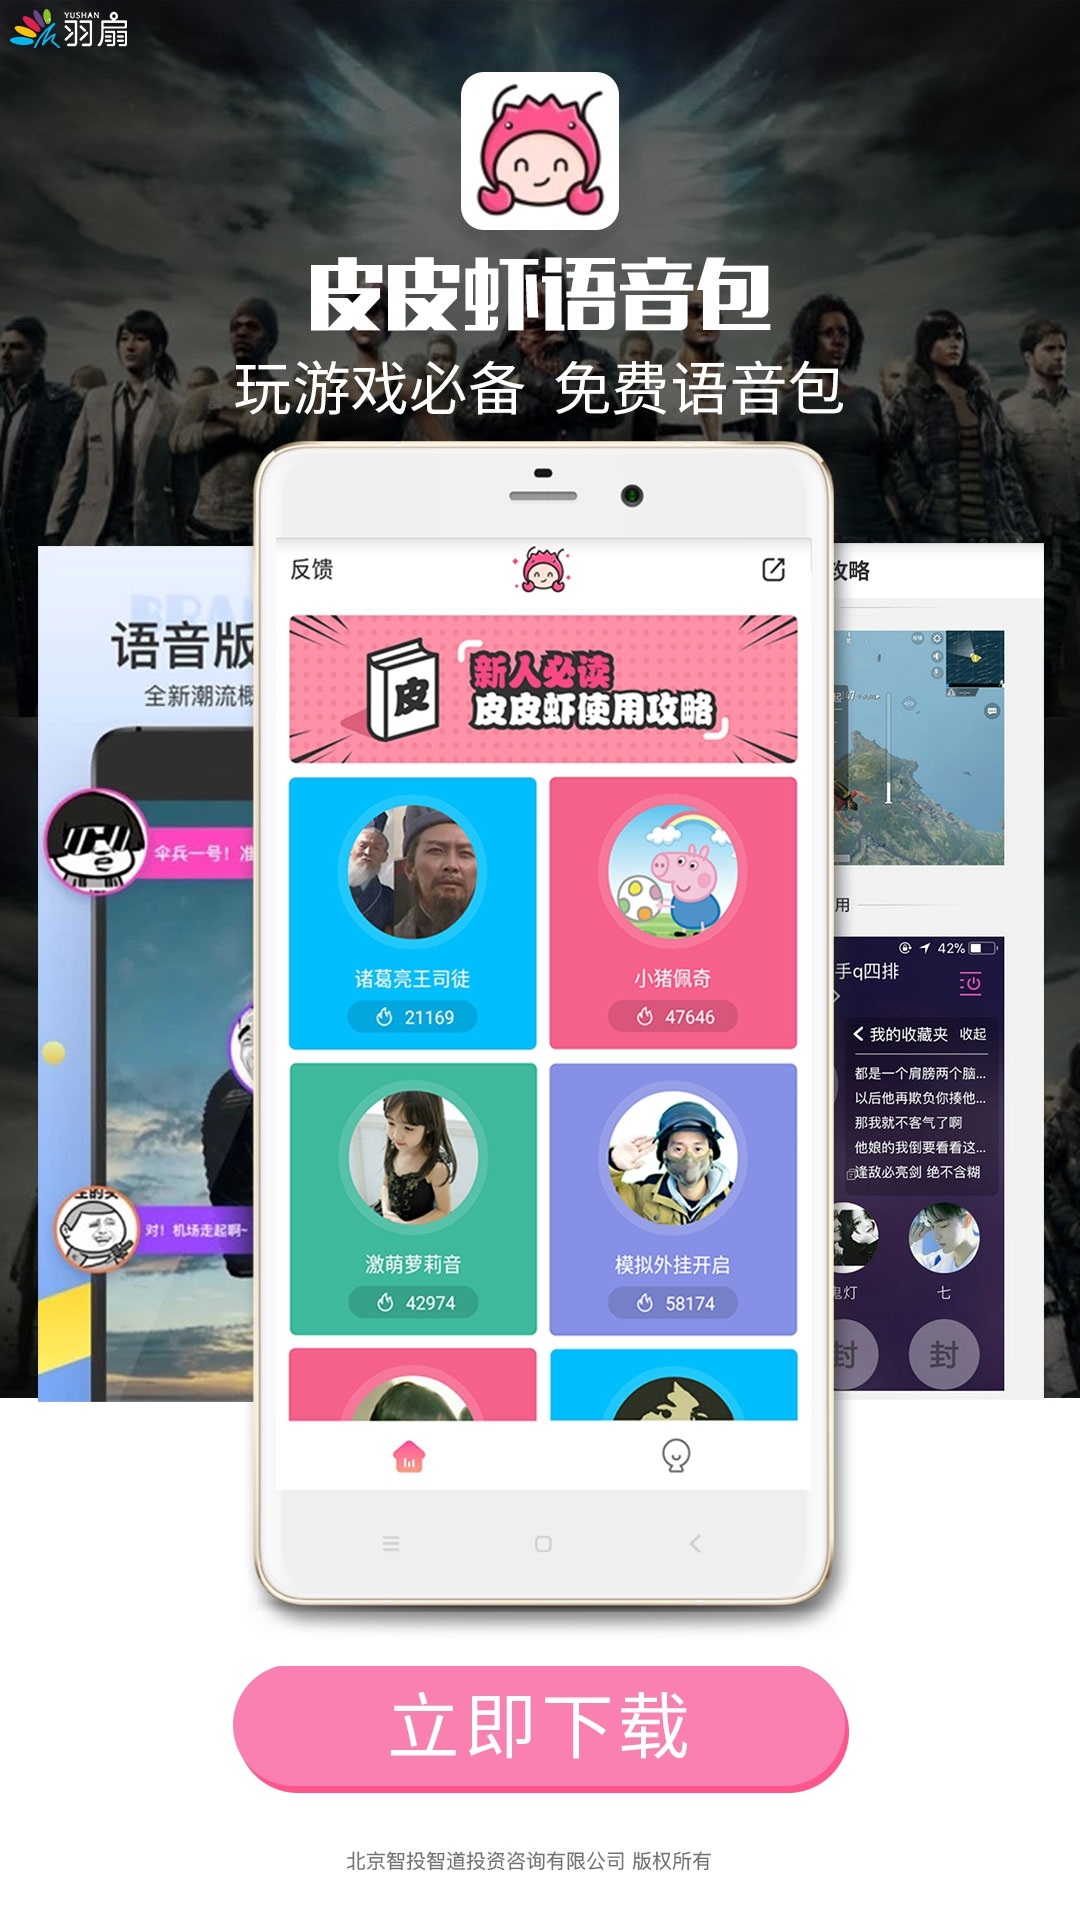 YUSHAN
羽扇
皮皮虾语音包
玩游戏必备 免费语音包
反馈
皮
新人必读
皮皮虾使用攻略
诸葛亮王司徒
21169
小猪佩奇
47646
激萌萝莉音
42974
模拟外挂开启
58174
语音版
全新潮流概
伞兵一号！准
对！机场走起啊~
攻略
用
42%
手q四排
我的收藏夹 收起
都是一个肩膀两个脑...
以后他再欺负你揍他...
那我就不客气了啊
他娘的我倒要看看这...
逢敌必亮剑 绝不含糊
鬼灯
七
封
封
立即下载
北京智投智道投资咨询有限公司 版权所有